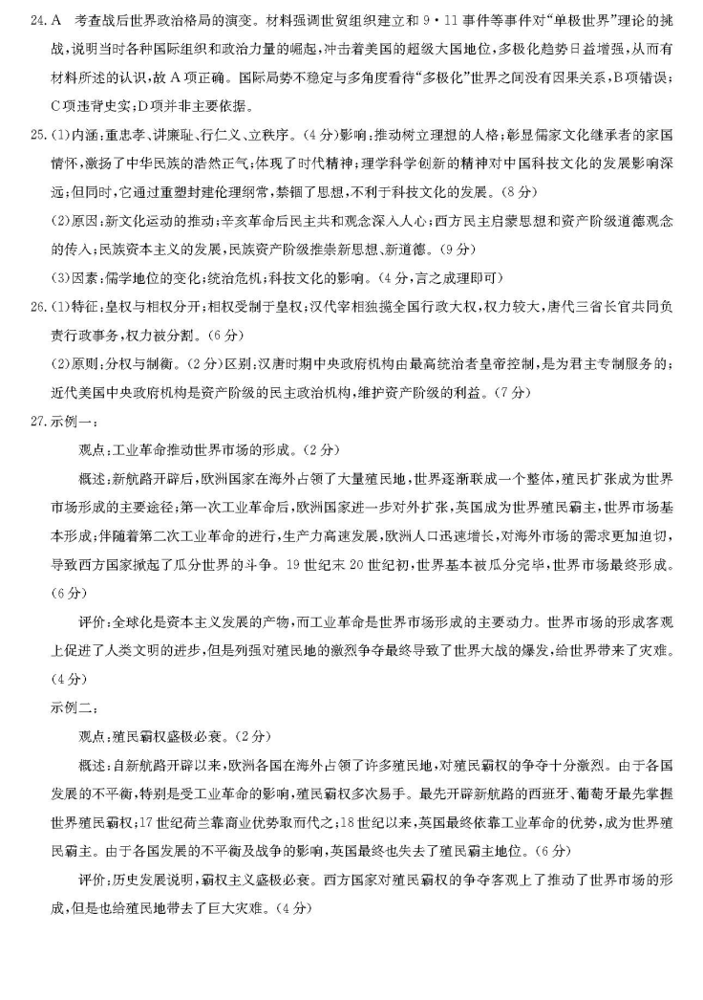 24. A 考查战后世界政治格局的演变。材料强调世贸组织建立和 9·11 事件等事件对“单极世界”理论的挑
战,说明当时各种国际组织和政治力量的崛起,冲击着美国的超级大国地位,多极化趋势日益增强,从而有
材料所述的认识,故 A 项正确。国际局势不稳定与多角度看待“多极化”世界之间没有因果关系,B项错误;
C项违背史实;D项并非主要依据。
25. (1)内涵:重忠孝、讲廉耻、行仁义、立秩序。(4 分)影响:推动树立理想的人格;彰显儒家文化继承者的家国
情怀,激扬了中华民族的浩然正气;体现了时代精神;理学科学创新的精神对中国科技文化的发展影响深
远;但同时,它通过重塑封建伦理纲常,禁锢了思想,不利于科技文化的发展。(8 分)
(2)原因:新文化运动的推动;辛亥革命后民主共和观念深入人心;西方民主启蒙思想和资产阶级道德观念
的传入;民族资本主义的发展,民族资产阶级推崇新思想、新道德。(9 分)
(3)因素:儒学地位的变化;统治危机;科技文化的影响。(4 分,言之成理即可)
26. (1)特征:皇权与相权分开;相权受制于皇权;汉代宰相独揽全国行政大权,权力较大,唐代三省长官共同负
责行政事务,权力被分割。(6 分)
(2)原则:分权与制衡。(2 分)区别:汉唐时期中央政府机构由最高统治者皇帝控制,是为君主专制服务的;
近代美国中央政府机构是资产阶级的民主政治机构,维护资产阶级的利益。(7 分)
27. 示例一:
观点:工业革命推动世界市场的形成。(2 分)
概述:新航路开辟后,欧洲国家在海外占领了大量殖民地,世界逐渐联成一个整体,殖民扩张成为世界
市场形成的主要途径;第一次工业革命后,欧洲国家进一步对外扩张,英国成为世界殖民霸主,世界市场基
本形成;伴随着第二次工业革命的进行,生产力高速发展,欧洲人口迅速增长,对海外市场的需求更加迫切,
导致西方国家掀起了瓜分世界的斗争。19 世纪末 20 世纪初,世界基本被瓜分完毕,世界市场最终形成。
(6 分)
评价:全球化是资本主义发展的产物,而工业革命是世界市场形成的主要动力。世界市场的形成客观
上促进了人类文明的进步,但是列强对殖民地的激烈争夺最终导致了世界大战的爆发,给世界带来了灾难。
(4 分)
示例二:
观点:殖民霸权盛极必衰。(2 分)
概述:自新航路开辟以来,欧洲各国在海外占领了许多殖民地,对殖民霸权的争夺十分激烈。由于各国
发展的不平衡,特别是受工业革命的影响,殖民霸权多次易手。最先开辟新航路的西班牙、葡萄牙最先掌握
世界殖民霸权;17 世纪荷兰靠商业优势取而代之;18 世纪以来,英国最终依靠工业革命的优势,成为世界殖
民霸主。由于各国发展的不平衡及战争的影响,英国最终也失去了殖民霸主地位。(6 分)
评价:历史发展说明,霸权主义盛极必衰。西方国家对殖民霸权的争夺客观上了推动了世界市场的形
成,但是也给殖民地带去了巨大灾难。(4 分)